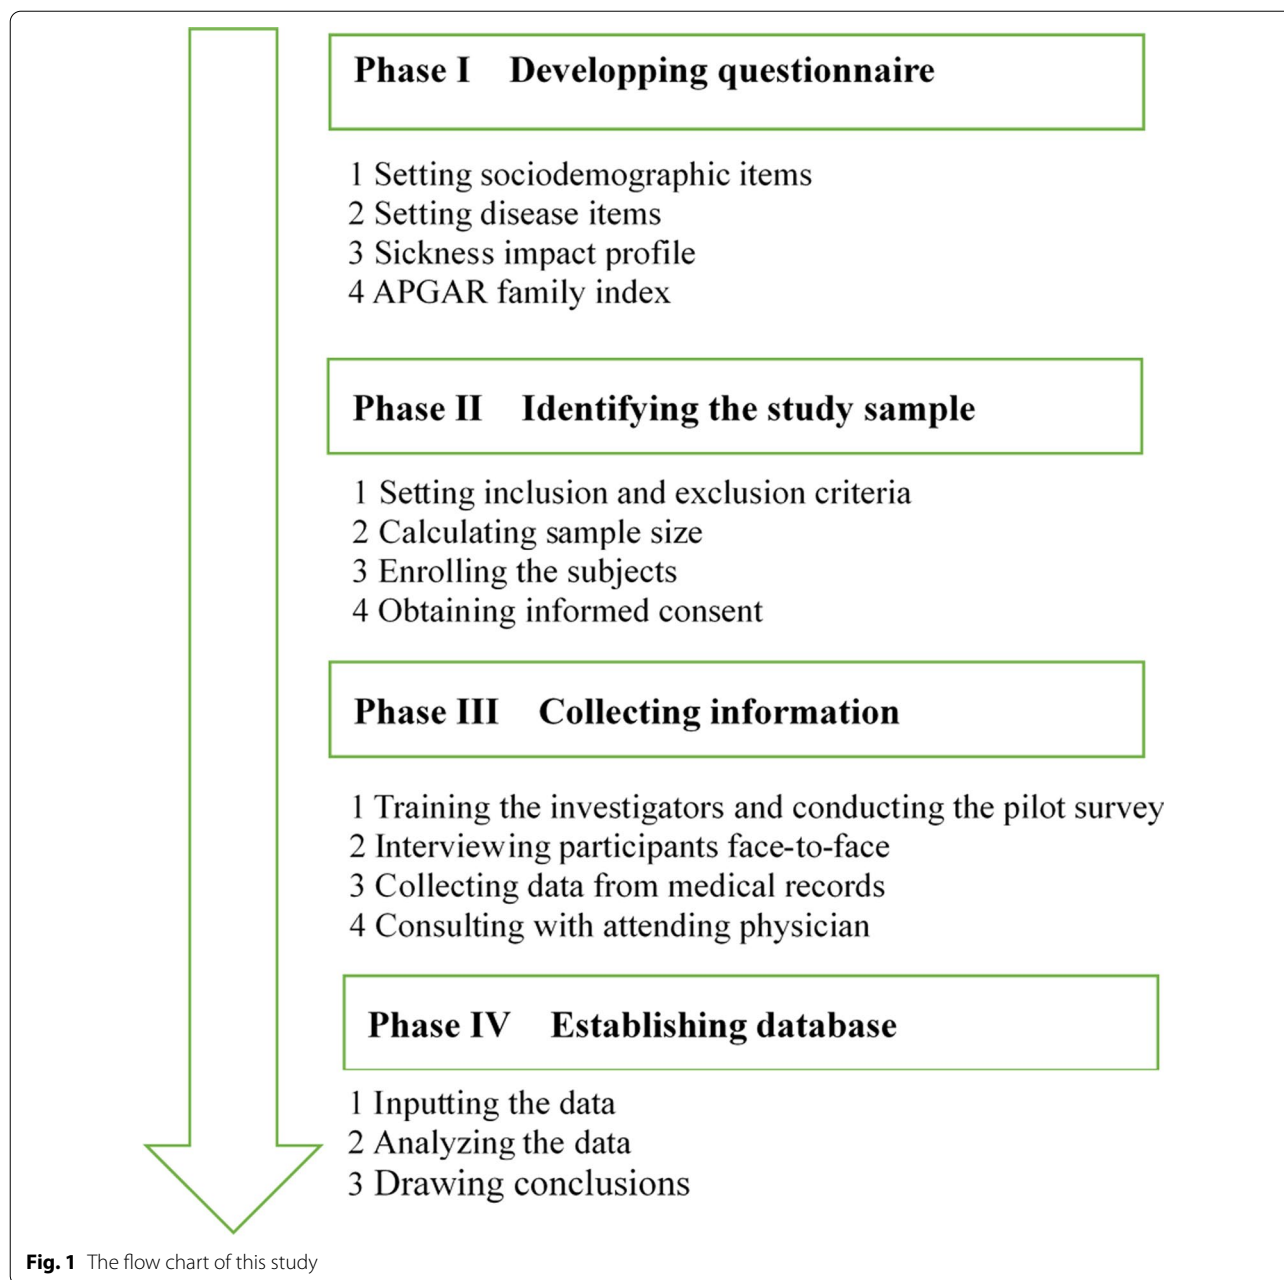 Phase I Developping questionnaire
1 Setting sociodemographic items
2 Setting disease items
3 Sickness impact profile
4 APGAR family index
Phase II Identifying the study sample
1 Setting inclusion and exclusion criteria
2 Calculating sample size
3 Enrolling the subjects
4 Obtaining informed consent
Phase III Collecting information
1 Training the investigators and conducting the pilot survey
2 Interviewing participants face-to-face
3 Collecting data from medical records
4 Consulting with attending physician
Phase IV Establishing database
1 Inputting the data
2 Analyzing the data
3 Drawing conclusions
Fig. 1 The flow chart of this study